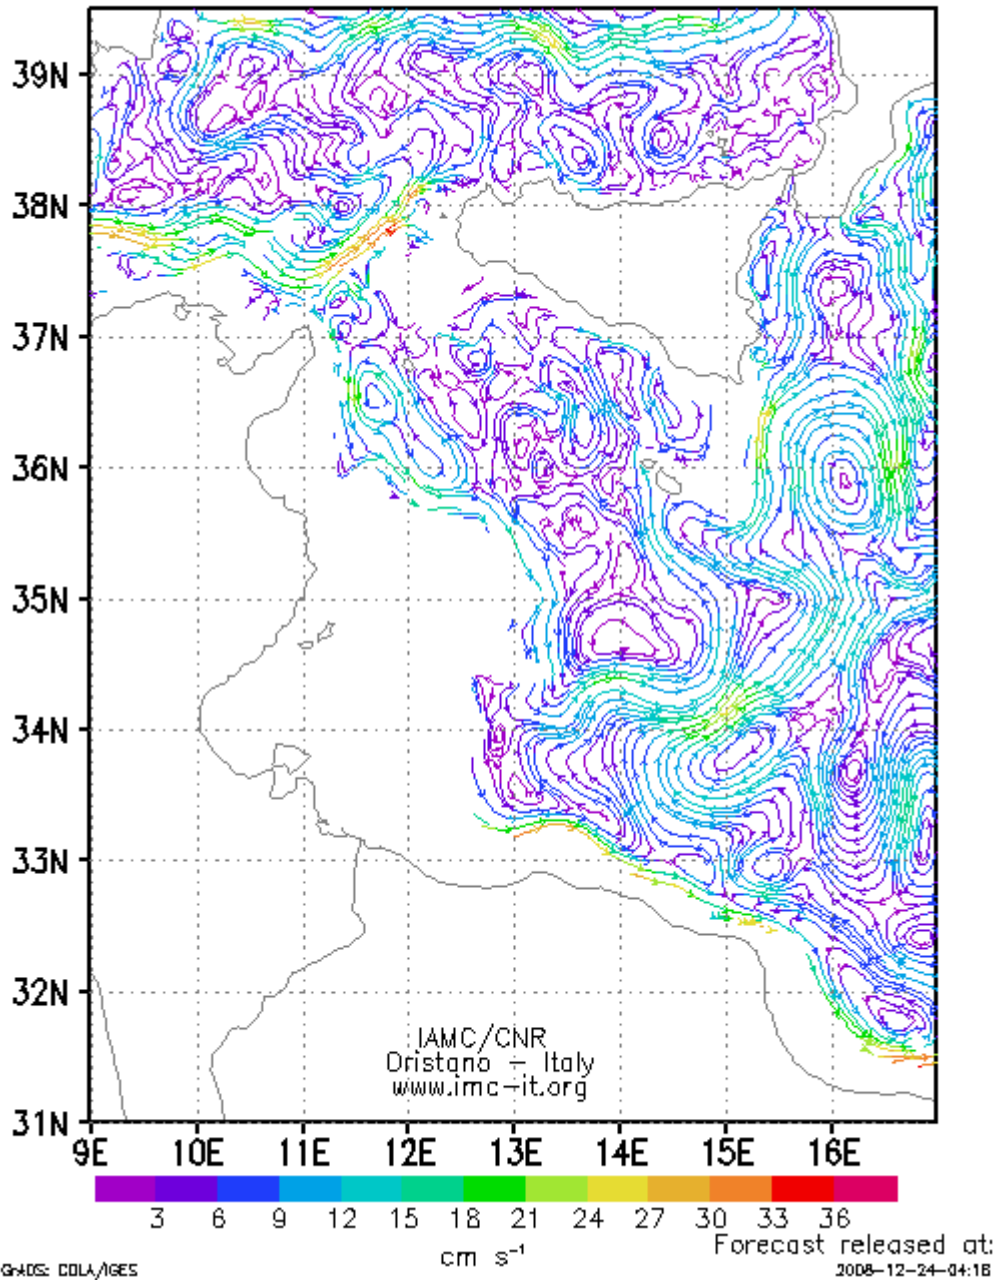 39N
38N
37N
36N
35N
34N
33N
32N
31N
IAMC/CNR
Oristano – Italy
www.imc-it.org
9E 10E 11E 12E 13E 14E 15E 16E
3 6 9 12 15 18 21 24 27 30 33 36
cm s⁻¹
Forecast released at:
GrADS: COLA/IGES
2008-12-24-04:18